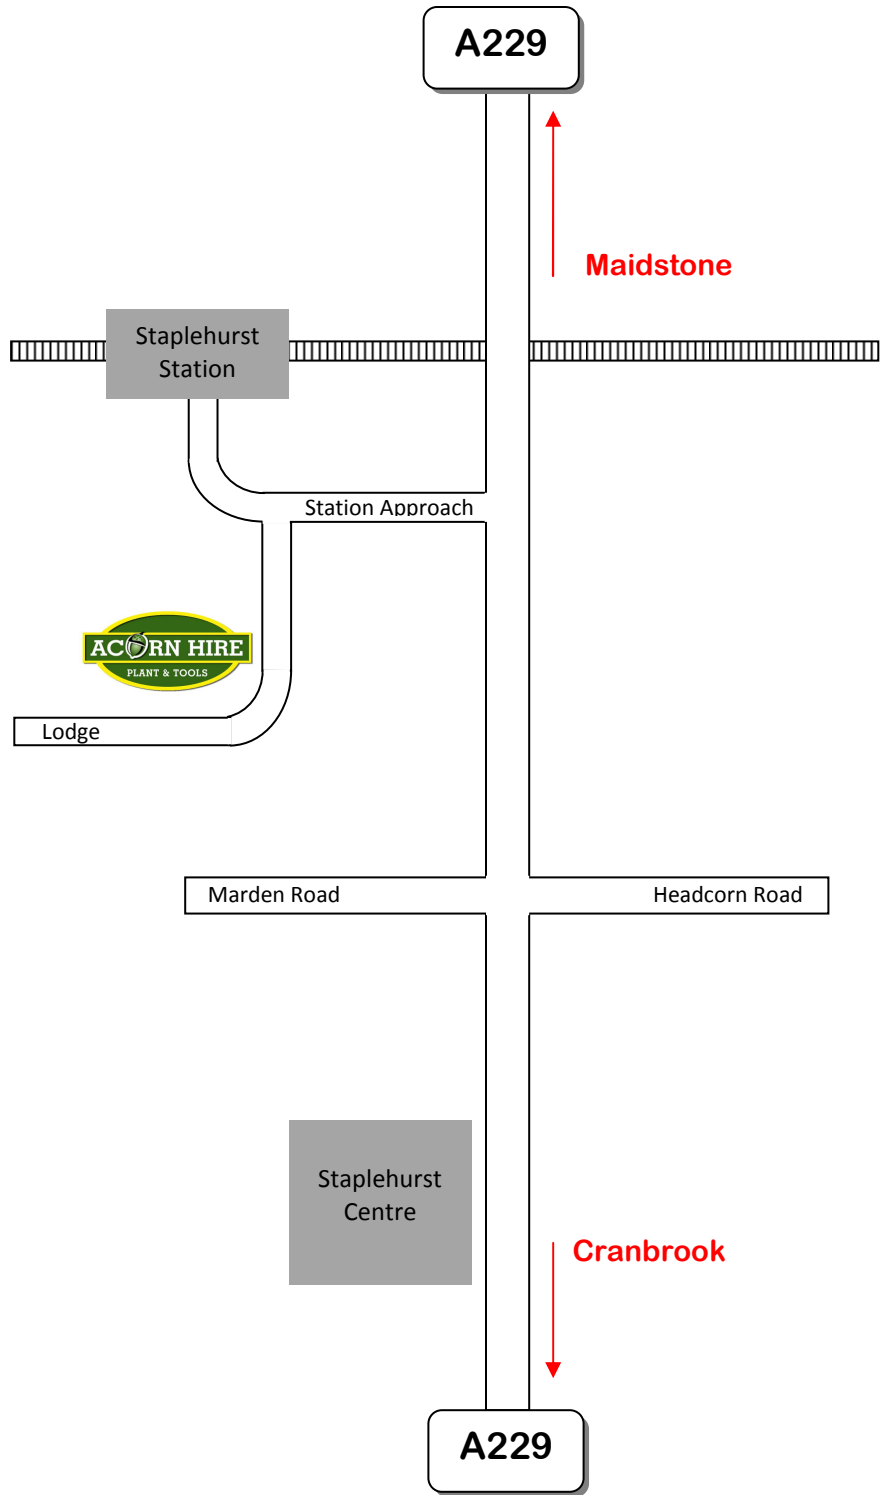 A229
Maidstone
Staplehurst
Station
Station Approach
ACORN HIRE
PLANT & TOOLS
Lodge
Marden Road
Headcorn Road
Staplehurst
Centre
Cranbrook
A229